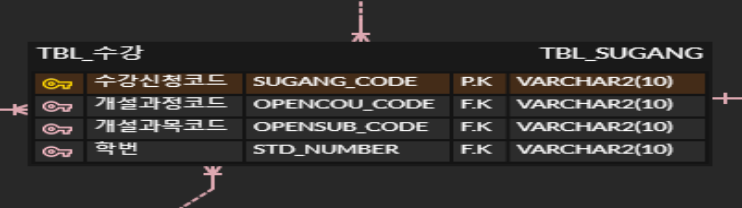 TBL_수강 TBL_SUGANG
수강신청코드 SUGANG_CODE P.K VARCHAR2(10)
개설과정코드 OPENCOU_CODE F.K VARCHAR2(10)
개설과목코드 OPENSUB_CODE F.K VARCHAR2(10)
학번 STD_NUMBER F.K VARCHAR2(10)